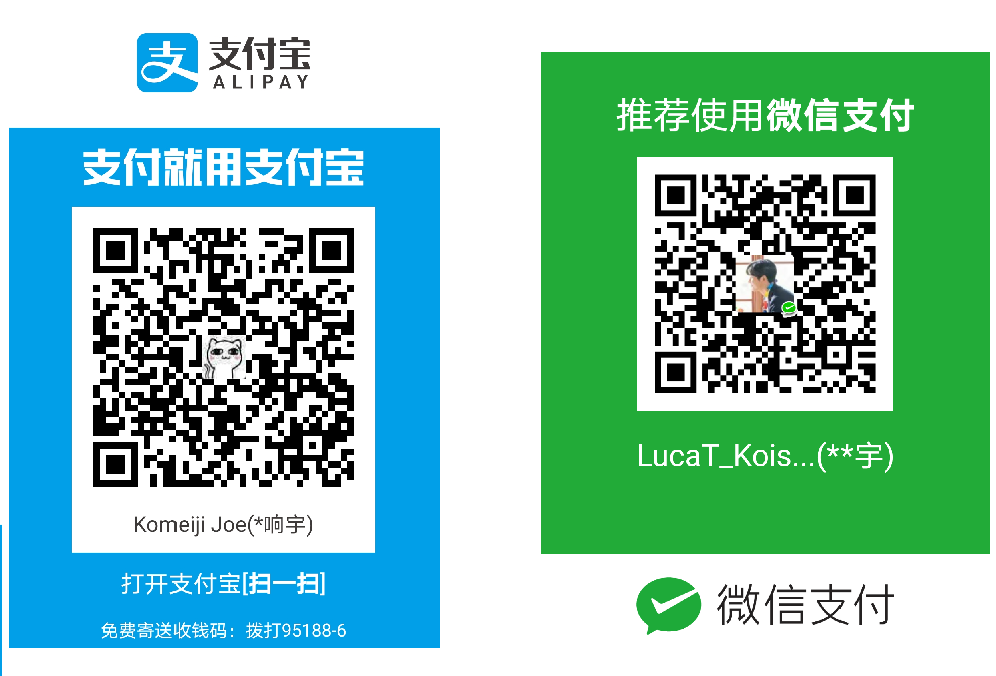 支付宝
ALIPAY
支付就用支付宝
Komeiji Joe(*响宇)
打开支付宝[扫一扫]
免费寄送收钱码：拨打95188-6
推荐使用微信支付
LucaT_Kois...(**宇)
微信支付